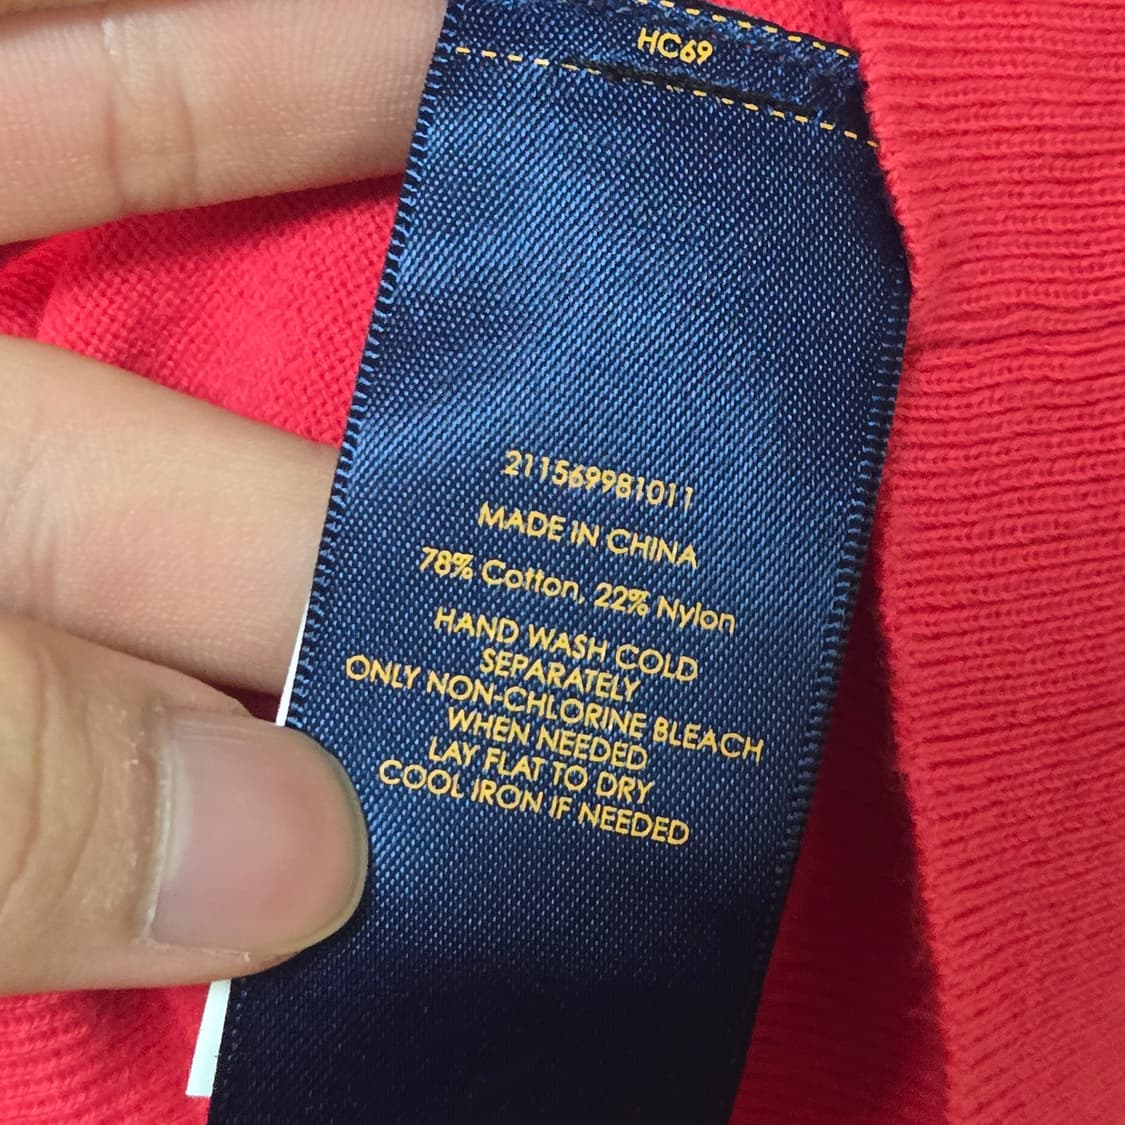 HC69
211569981011
MADE IN CHINA
78% Cotton, 22% Nylon
HAND WASH COLD
SEPARATELY
ONLY NON-CHLORINE BLEACH
WHEN NEEDED
LAY FLAT TO DRY
COOL IRON IF NEEDED